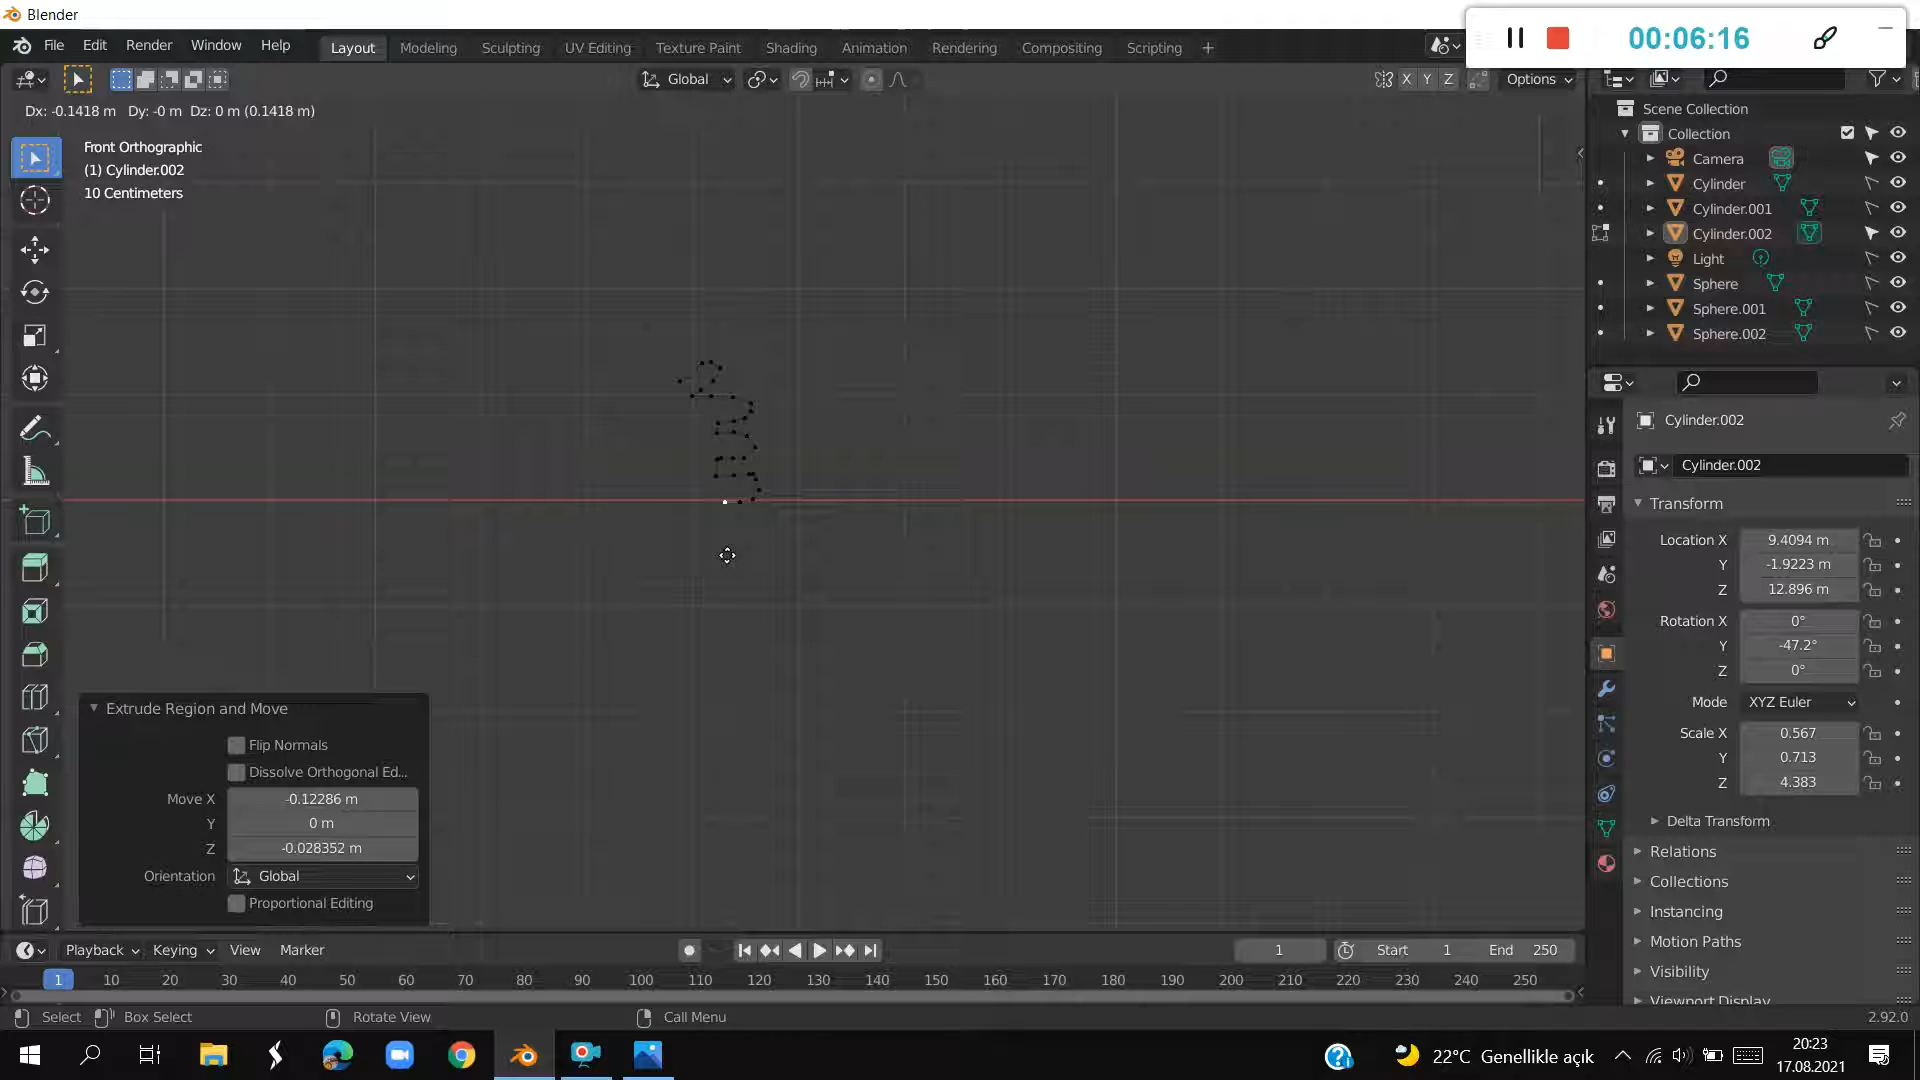 Blender
File Edit Render Window Help
Layout Modeling Sculpting UV Editing Texture Paint Shading Animation Rendering Compositing Scripting +
00:06:16
Global
X Y Z Options
Dx: -0.1418 m Dy: -0 m Dz: 0 m (0.1418 m)
Front Orthographic
(1) Cylinder.002
10 Centimeters
Scene Collection
Collection
Camera
Cylinder
Cylinder.001
Cylinder.002
Light
Sphere
Sphere.001
Sphere.002
Cylinder.002
Cylinder.002
Transform
Location X 9.4094 m
Y -1.9223 m
Z 12.896 m
Rotation X 0°
Y -47.2°
Z 0°
Mode XYZ Euler
Scale X 0.567
Y 0.713
Z 4.383
Delta Transform
Relations
Collections
Instancing
Motion Paths
Visibility
Viewport Display
Extrude Region and Move
Flip Normals
Dissolve Orthogonal Ed...
Move X -0.12286 m
Y 0 m
Z -0.028352 m
Orientation Global
Proportional Editing
Playback Keying View Marker
1 Start 1 End 250
1 10 20 30 40 50 60 70 80 90 100 110 120 130 140 150 160 170 180 190 200 210 220 230 240 250
Select Box Select Rotate View Call Menu 2.92.0
22°C Genellikle açık
20:23
17.08.2021